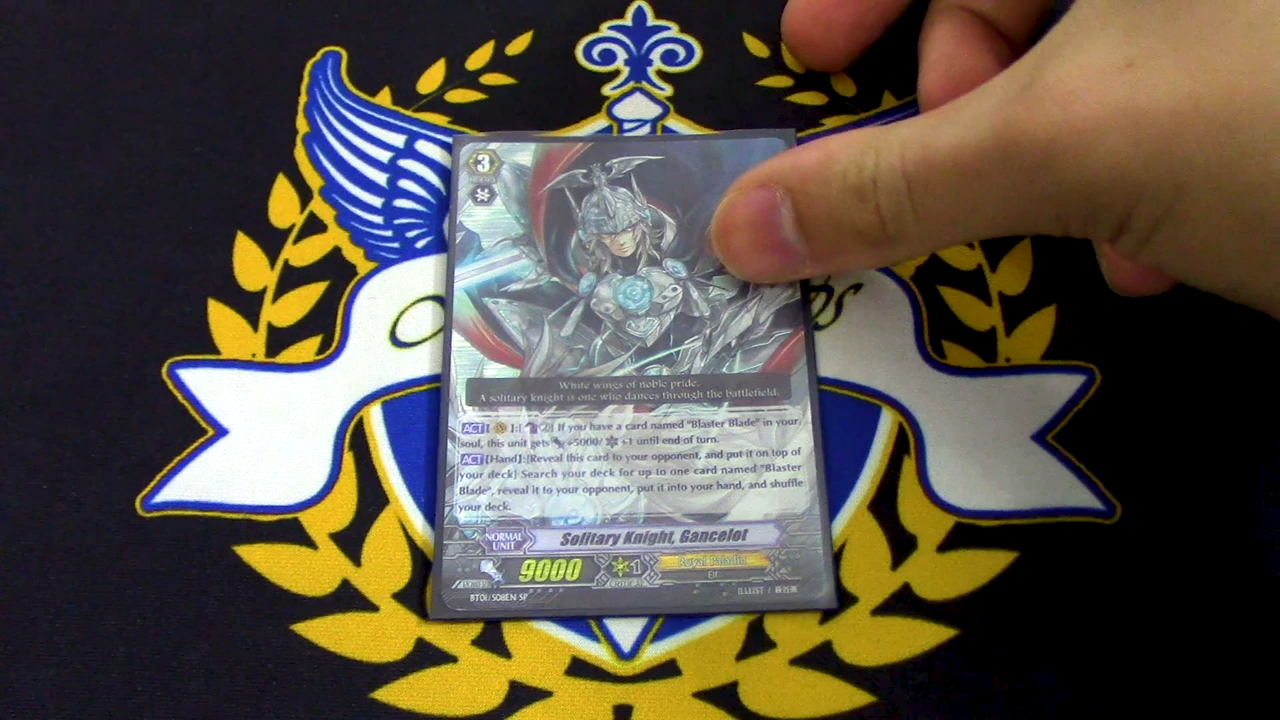 3
White wings of noble pride.
A solitary knight is one who dances through the battlefield.
ACT [ ]:[ 2] If you have a card named "Blaster Blade" in your
soul, this unit gets +5000/ +1 until end of turn.
ACT [Hand]:[Reveal this card to your opponent, and put it on top of
your deck] Search your deck for up to one card named "Blaster
Blade", reveal it to your opponent, put it into your hand, and shuffle
your deck.
NORMAL
UNIT
Solitary Knight, Gancelot
9000
1
Royal Paladin
Elf
BT01/S08EN SP
ILLUST /